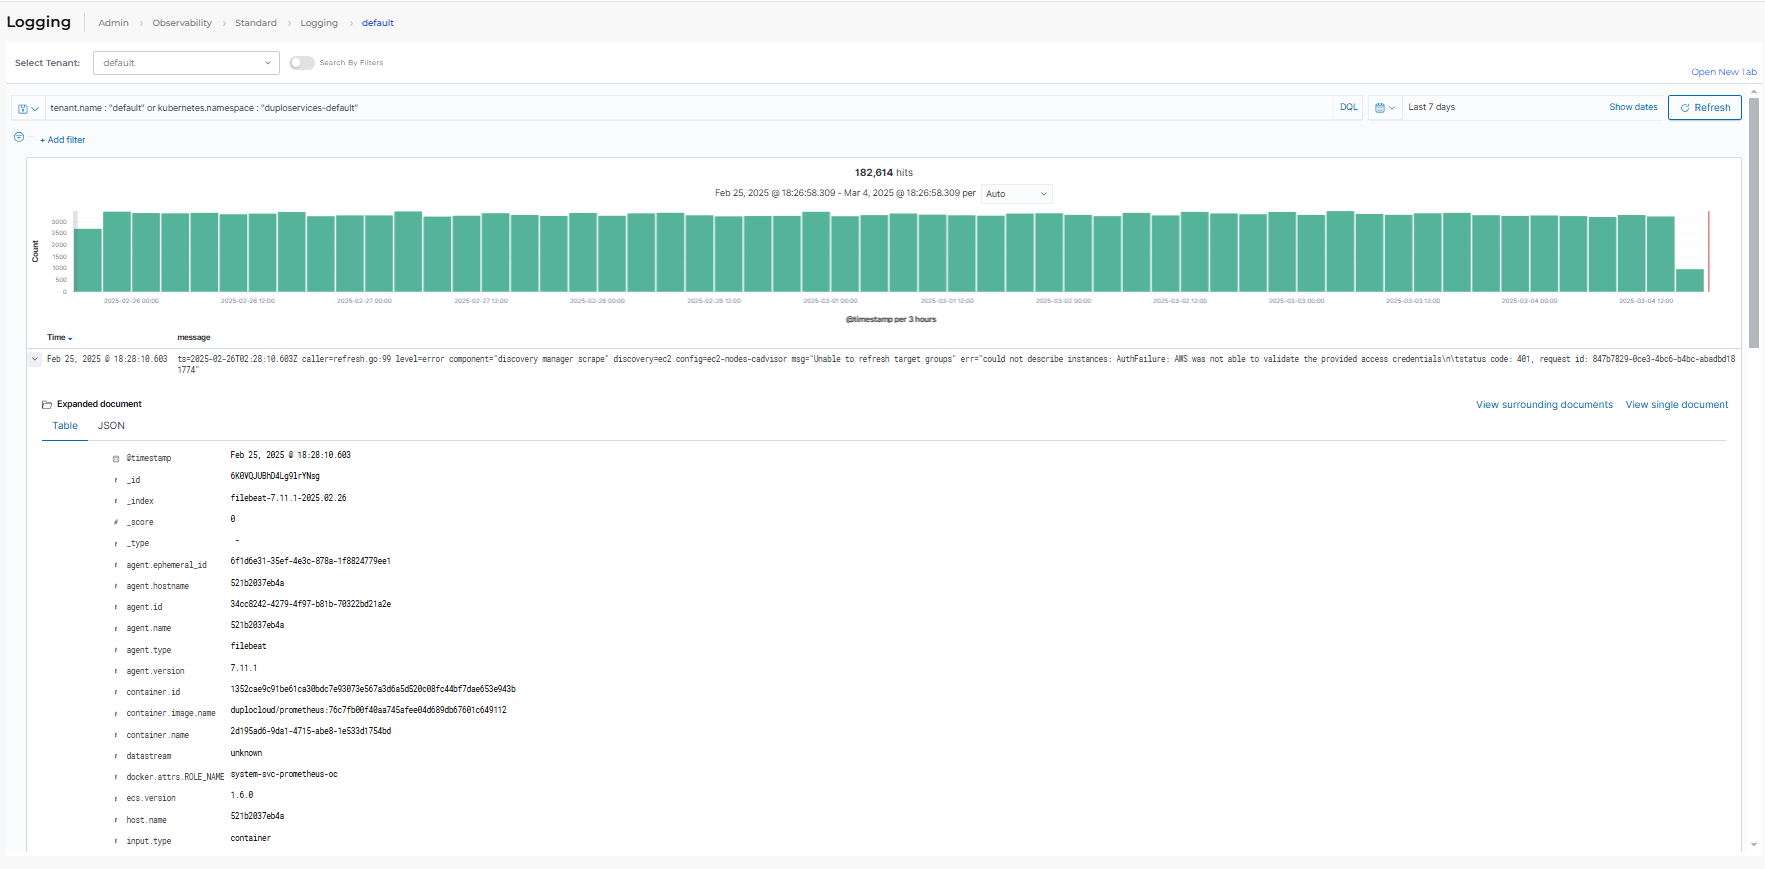 Logging Admin › Observability › Standard › Logging › default
Select Tenant: default Search By Filters
Open New Tab
tenant.name : "default" or kubernetes.namespace : "duploservices-default" DQL Last 7 days Show dates Refresh
+ Add filter
182,614 hits
Feb 25, 2025 @ 18:26:58.309 - Mar 4, 2025 @ 18:26:58.309 per Auto
Count
3000
2500
2000
1500
1000
500
0
2025-02-26 00:00 2025-02-26 12:00 2025-02-27 00:00 2025-02-27 12:00 2025-02-28 00:00 2025-02-28 12:00 2025-03-01 00:00 2025-03-01 12:00 2025-03-02 00:00 2025-03-02 12:00 2025-03-03 00:00 2025-03-03 12:00 2025-03-04 00:00 2025-03-04 12:00
@timestamp per 3 hours
Time message
Feb 25, 2025 @ 18:28:10.603 ts=2025-02-26T02:28:10.603Z caller=refresh.go:99 level=error component="discovery manager scrape" discovery=ec2 config=ec2-nodes-cadvisor msg="Unable to refresh target groups" err="could not describe instances: AuthFailure: AWS was not able to validate the provided access credentials\n\tstatus code: 401, request id: 847b7829-0ce3-4bc6-b4bc-abadbd18
1774"
Expanded document View surrounding documents View single document
Table JSON
@timestamp Feb 25, 2025 @ 18:28:10.603
t _id 6K0VQJUBhD4Lg9lrYNsg
t _index filebeat-7.11.1-2025.02.26
# _score 0
t _type -
t agent.ephemeral_id 6f1d6e31-35ef-4e3c-878a-1f8824779ee1
t agent.hostname 521b2037eb4a
t agent.id 34cc8242-4279-4f97-b81b-70322bd21a2e
t agent.name 521b2037eb4a
t agent.type filebeat
t agent.version 7.11.1
t container.id 1352cae9c91be61ca30bdc7e93073e567a3d6a5d520c08fc44bf7dae653e943b
t container.image.name duplocloud/prometheus:76c7fb00f40aa745afee04d689db67601c649112
t container.name 2d195ad6-9da1-4715-abe8-1e533d1754bd
t datastream unknown
t docker.attrs.ROLE_NAME system-svc-prometheus-oc
t ecs.version 1.6.0
t host.name 521b2037eb4a
t input.type container